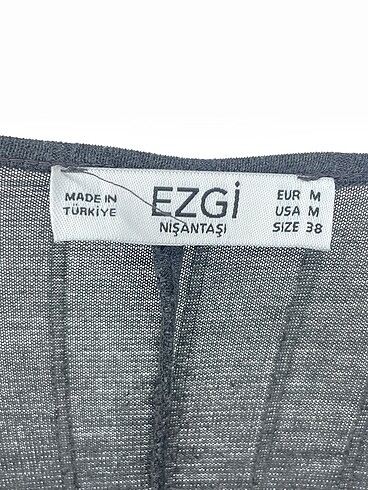 MADE IN
TÜRKİYE
EZGİ
NİŞANTAŞI
EUR M
USA M
SIZE 38